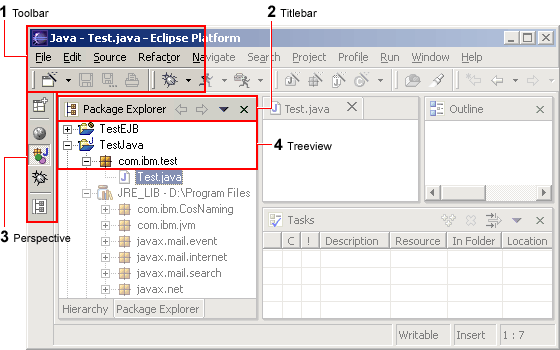 1 Toolbar
2 Titlebar
Java - Test.java - Eclipse Platform
File Edit Source Refactor Navigate Search Project Profile Run Window Help
Package Explorer
Test.java
Outline
TestEJB
TestJava
4 Treeview
com.ibm.test
Test.java
JRE_LIB - D:\Program Files
com.ibm.CosNaming
com.ibm.jvm
javax.mail.event
javax.mail.internet
javax.mail.search
javax.net
3 Perspective
Tasks
C ! Description Resource In Folder Location
Hierarchy Package Explorer
Writable Insert 1 : 7